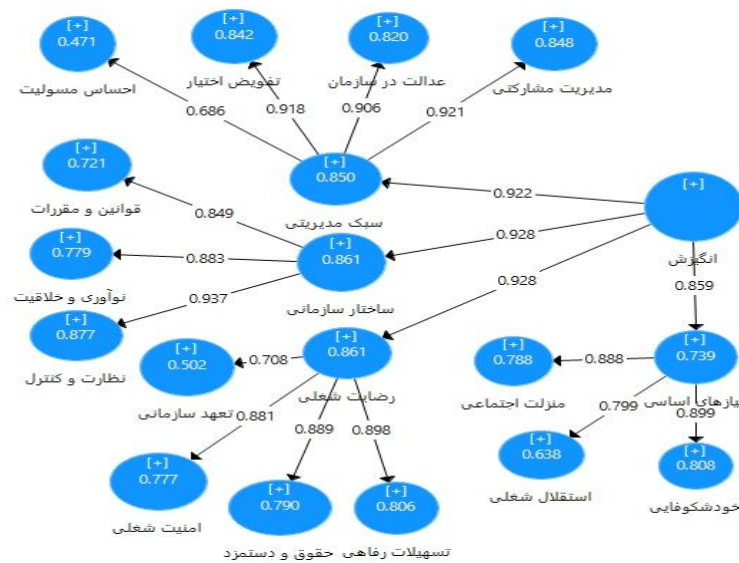 [+]
0.471
احساس مسولیت
[+]
0.842
تفویض اختیار
[+]
0.820
عدالت در سازمان
[+]
0.848
مدیریت مشارکتی
0.686
0.918
0.906
0.921
[+]
0.850
سبک مدیریتی
[+]
0.721
قوانین و مقررات
[+]
0.779
نوآوری و خلاقیت
[+]
0.877
نظارت و کنترل
0.849
0.883
0.937
[+]
0.861
ساختار سازمانی
0.922
0.928
0.928
0.859
[+]
انگیزش
[+]
0.861
رضایت شغلی
0.708
0.881
0.889
0.898
[+]
0.502
تعهد سازمانی
[+]
0.777
امنیت شغلی
[+]
0.790
حقوق و دستمزد
[+]
0.806
تسهیلات رفاهی
[+]
0.739
نیازهای اساسی
0.888
0.799
0.899
[+]
0.788
منزلت اجتماعی
[+]
0.638
استقلال شغلی
[+]
0.808
خودشکوفایی